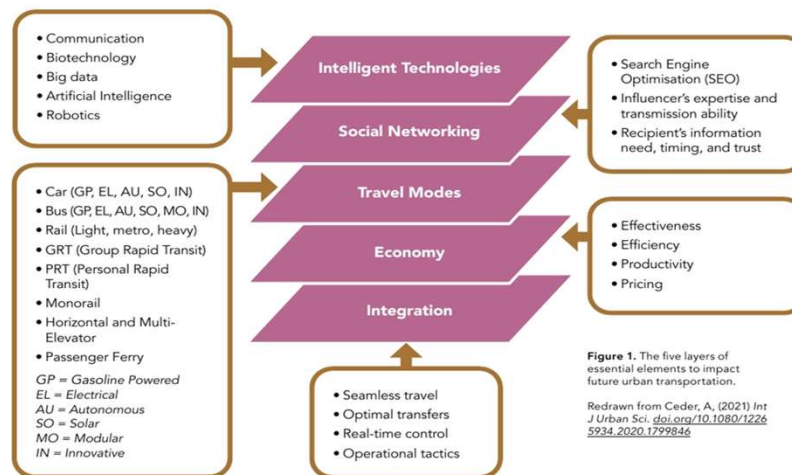 • Communication
• Biotechnology
• Big data
• Artificial Intelligence
• Robotics
Intelligent Technologies
Social Networking
Travel Modes
Economy
Integration
• Search Engine
Optimisation (SEO)
• Influencer's expertise and
transmission ability
• Recipient's information
need, timing, and trust
• Car (GP, EL, AU, SO, IN)
• Bus (GP, EL, AU, SO, MO, IN)
• Rail (Light, metro, heavy)
• GRT (Group Rapid Transit)
• PRT (Personal Rapid
Transit)
• Monorail
• Horizontal and Multi-
Elevator
• Passenger Ferry
GP = Gasoline Powered
EL = Electrical
AU = Autonomous
SO = Solar
MO = Modular
IN = Innovative
• Effectiveness
• Efficiency
• Productivity
• Pricing
• Seamless travel
• Optimal transfers
• Real-time control
• Operational tactics
Figure 1. The five layers of
essential elements to impact
future urban transportation.
Redrawn from Ceder, A, (2021) Int
J Urban Sci. doi.org/10.1080/1226
5934.2020.1799846